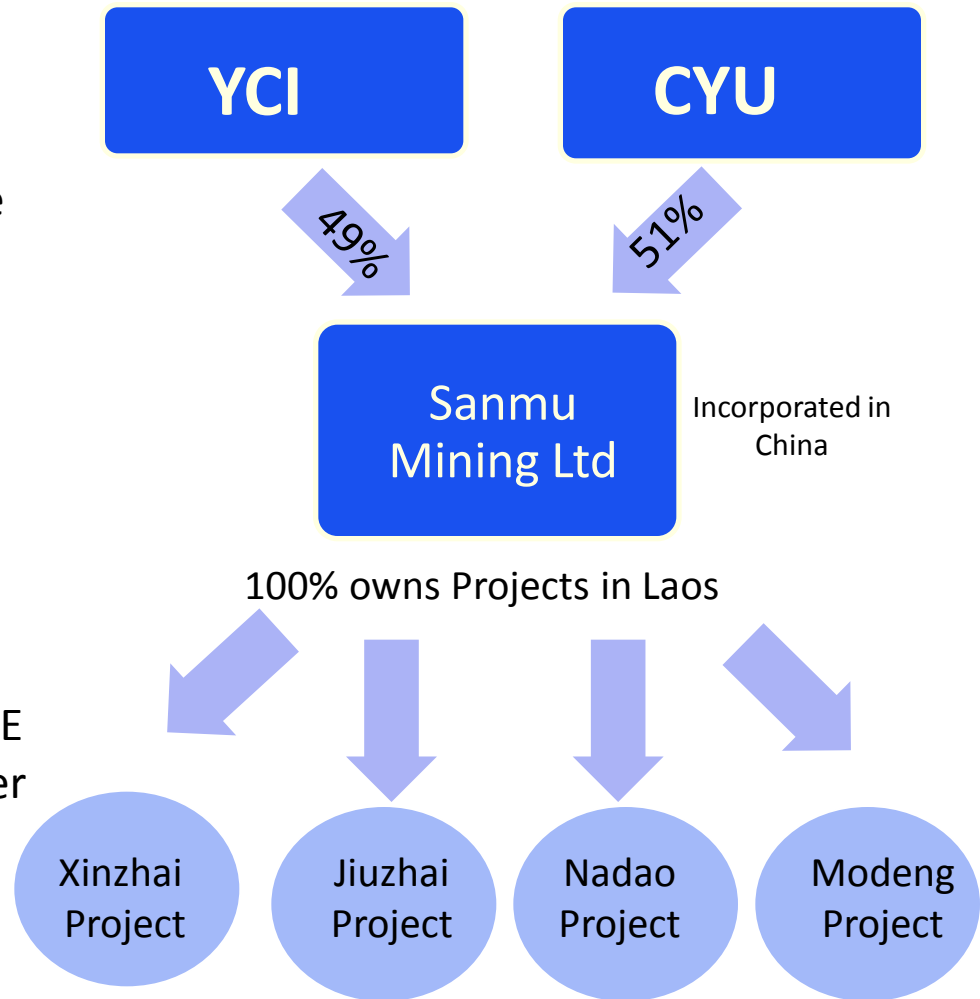 YCI
CYU
e
49%
51%
Sanmu
Mining Ltd
Incorporated in
China
100% owns Projects in Laos
E
er
Xinzhai
Project
Jiuzhai
Project
Nadao
Project
Modeng
Project